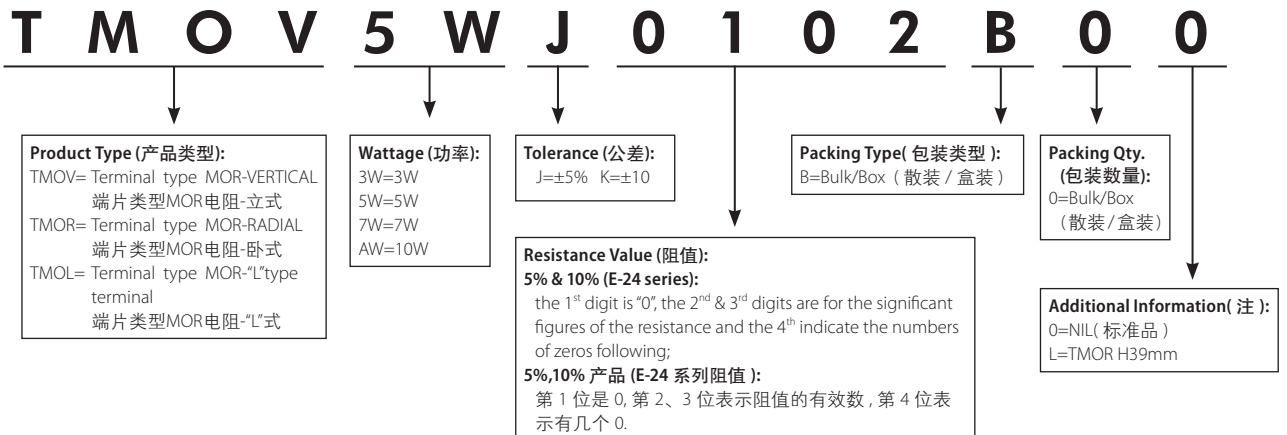 T M O V 5 W J 0 1 0 2 B 0 0
Product Type (产品类型):
TMOV= Terminal type MOR-VERTICAL
端片类型MOR电阻-立式
TMOR= Terminal type MOR-RADIAL
端片类型MOR电阻-卧式
TMOL= Terminal type MOR-“L”type
terminal
端片类型MOR电阻-“L”式
Wattage (功率):
3W=3W
5W=5W
7W=7W
AW=10W
Tolerance (公差):
J=±5% K=±10
Resistance Value (阻值):
5% & 10% (E-24 series):
the 1st digit is “0”, the 2nd & 3rd digits are for the significant
figures of the resistance and the 4th indicate the numbers
of zeros following;
5%,10% 产品 (E-24 系列阻值 ):
第 1 位是 0, 第 2、3 位表示阻值的有效数 , 第 4 位表
示有几个 0.
Packing Type( 包装类型 ):
B=Bulk/Box ( 散装 / 盒装 )
Packing Qty.
(包装数量):
0=Bulk/Box
(散装/盒装)
Additional Information( 注 ):
0=NIL( 标准品 )
L=TMOR H39mm